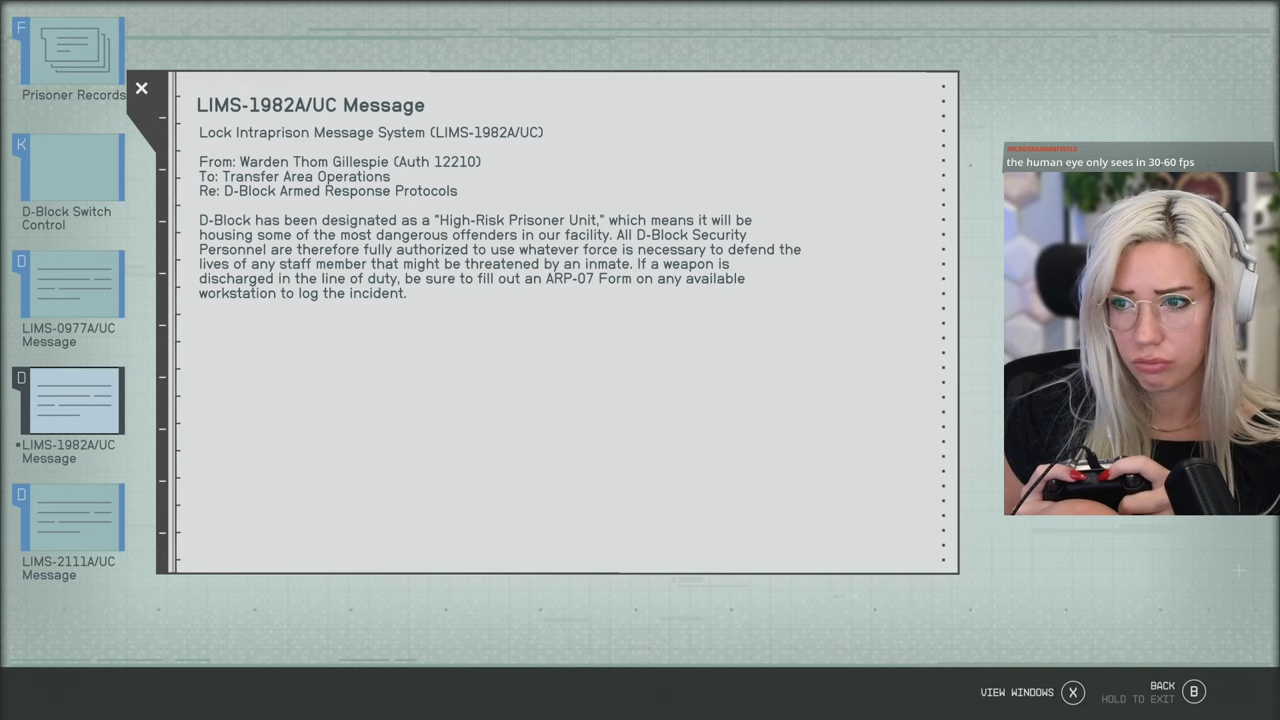 F
Prisoner Records
K
D-Block Switch
Control
D
LIMS-0977A/UC
Message
D
LIMS-1982A/UC
Message
D
LIMS-2111A/UC
Message
LIMS-1982A/UC Message
Lock Intraprison Message System (LIMS-1982A/UC)
From: Warden Thom Gillespie (Auth 12210)
To: Transfer Area Operations
Re: D-Block Armed Response Protocols
D-Block has been designated as a "High-Risk Prisoner Unit," which means it will be
housing some of the most dangerous offenders in our facility. All D-Block Security
Personnel are therefore fully authorized to use whatever force is necessary to defend the
lives of any staff member that might be threatened by an inmate. If a weapon is
discharged in the line of duty, be sure to fill out an ARP-07 Form on any available
workstation to log the incident.
the human eye only sees in 30-60 fps
VIEW WINDOWS X
BACK B
HOLD TO EXIT